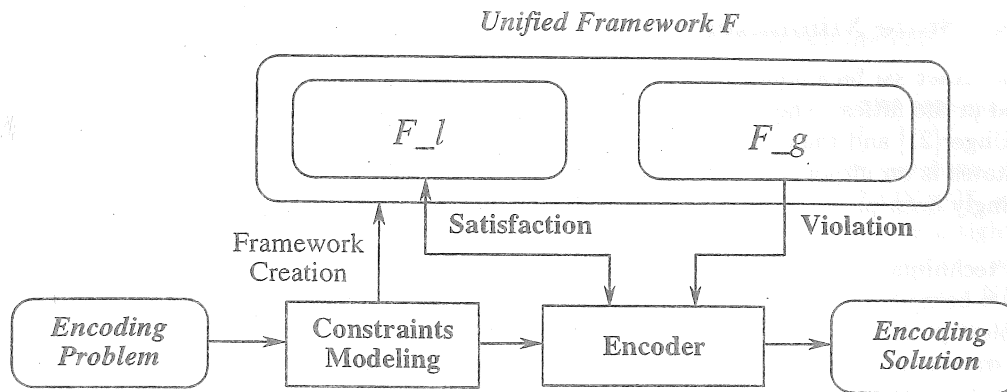 Unified Framework F
F_l
F_g
Satisfaction
Violation
Framework
Creation
Encoding
Problem
Constraints
Modeling
Encoder
Encoding
Solution